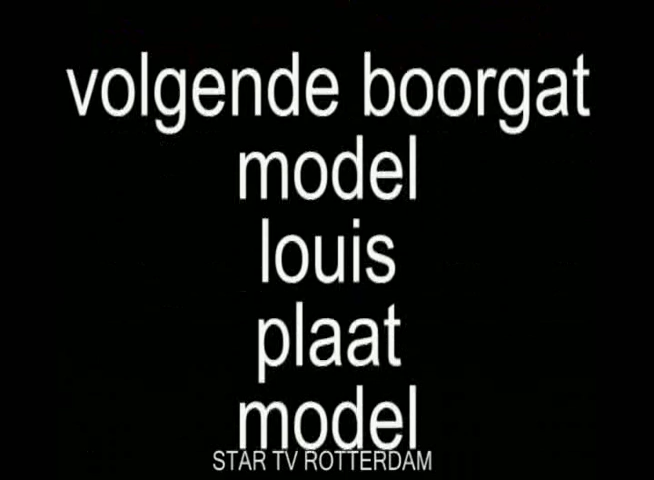 volgende boorgat
model
louis
plaat
model
STAR TV ROTTERDAM